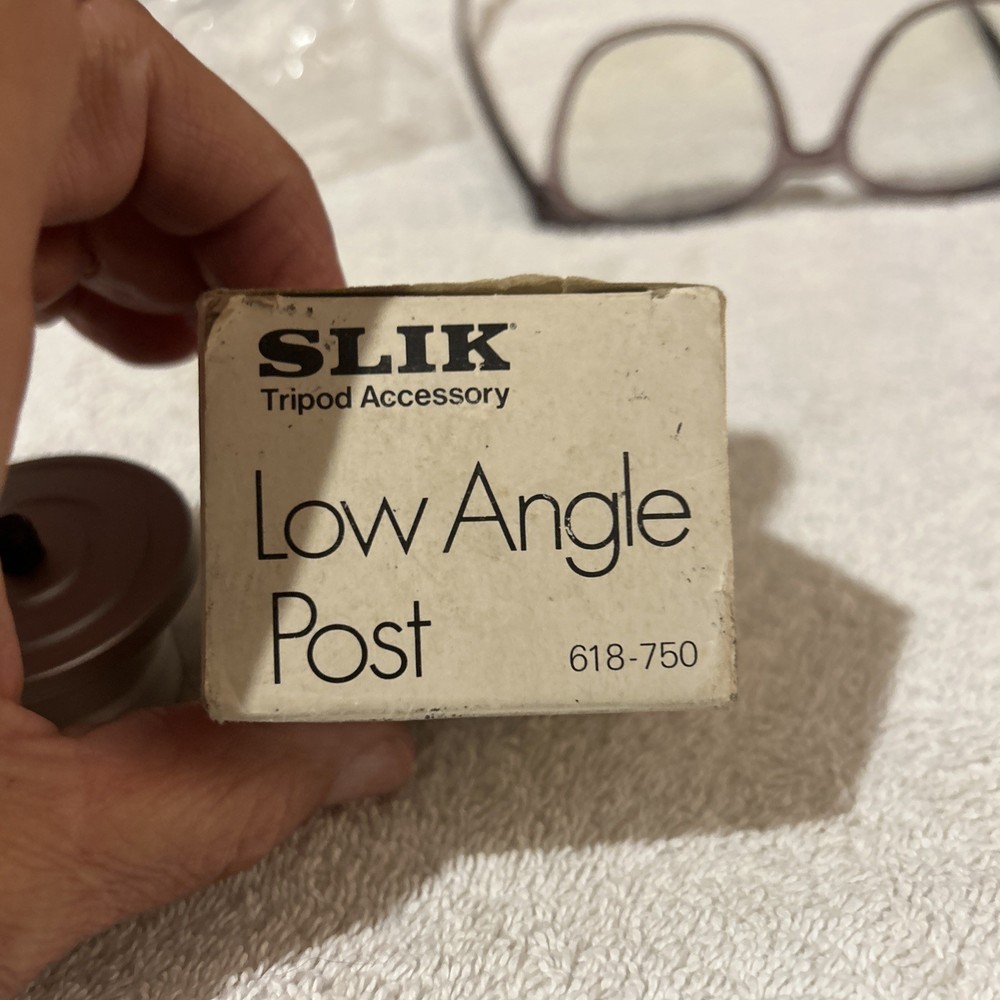 SLIK
Tripod Accessory
Low Angle
Post
618-750